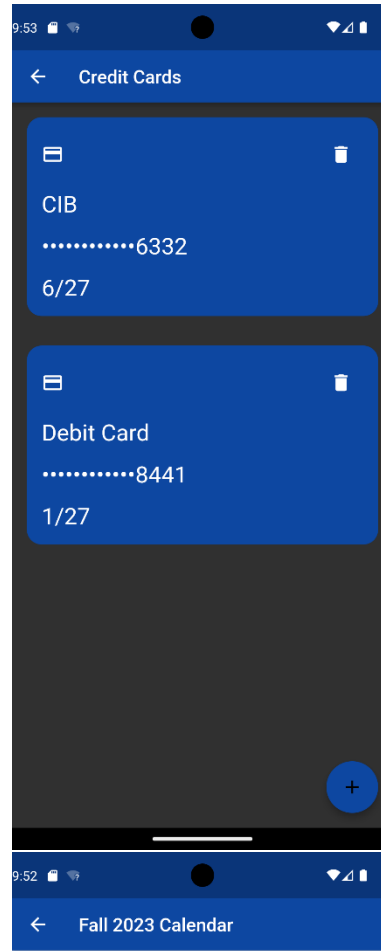 9:53
Credit Cards
CIB
••••••••••••6332
6/27
Debit Card
••••••••••••8441
1/27
+
9:52
Fall 2023 Calendar